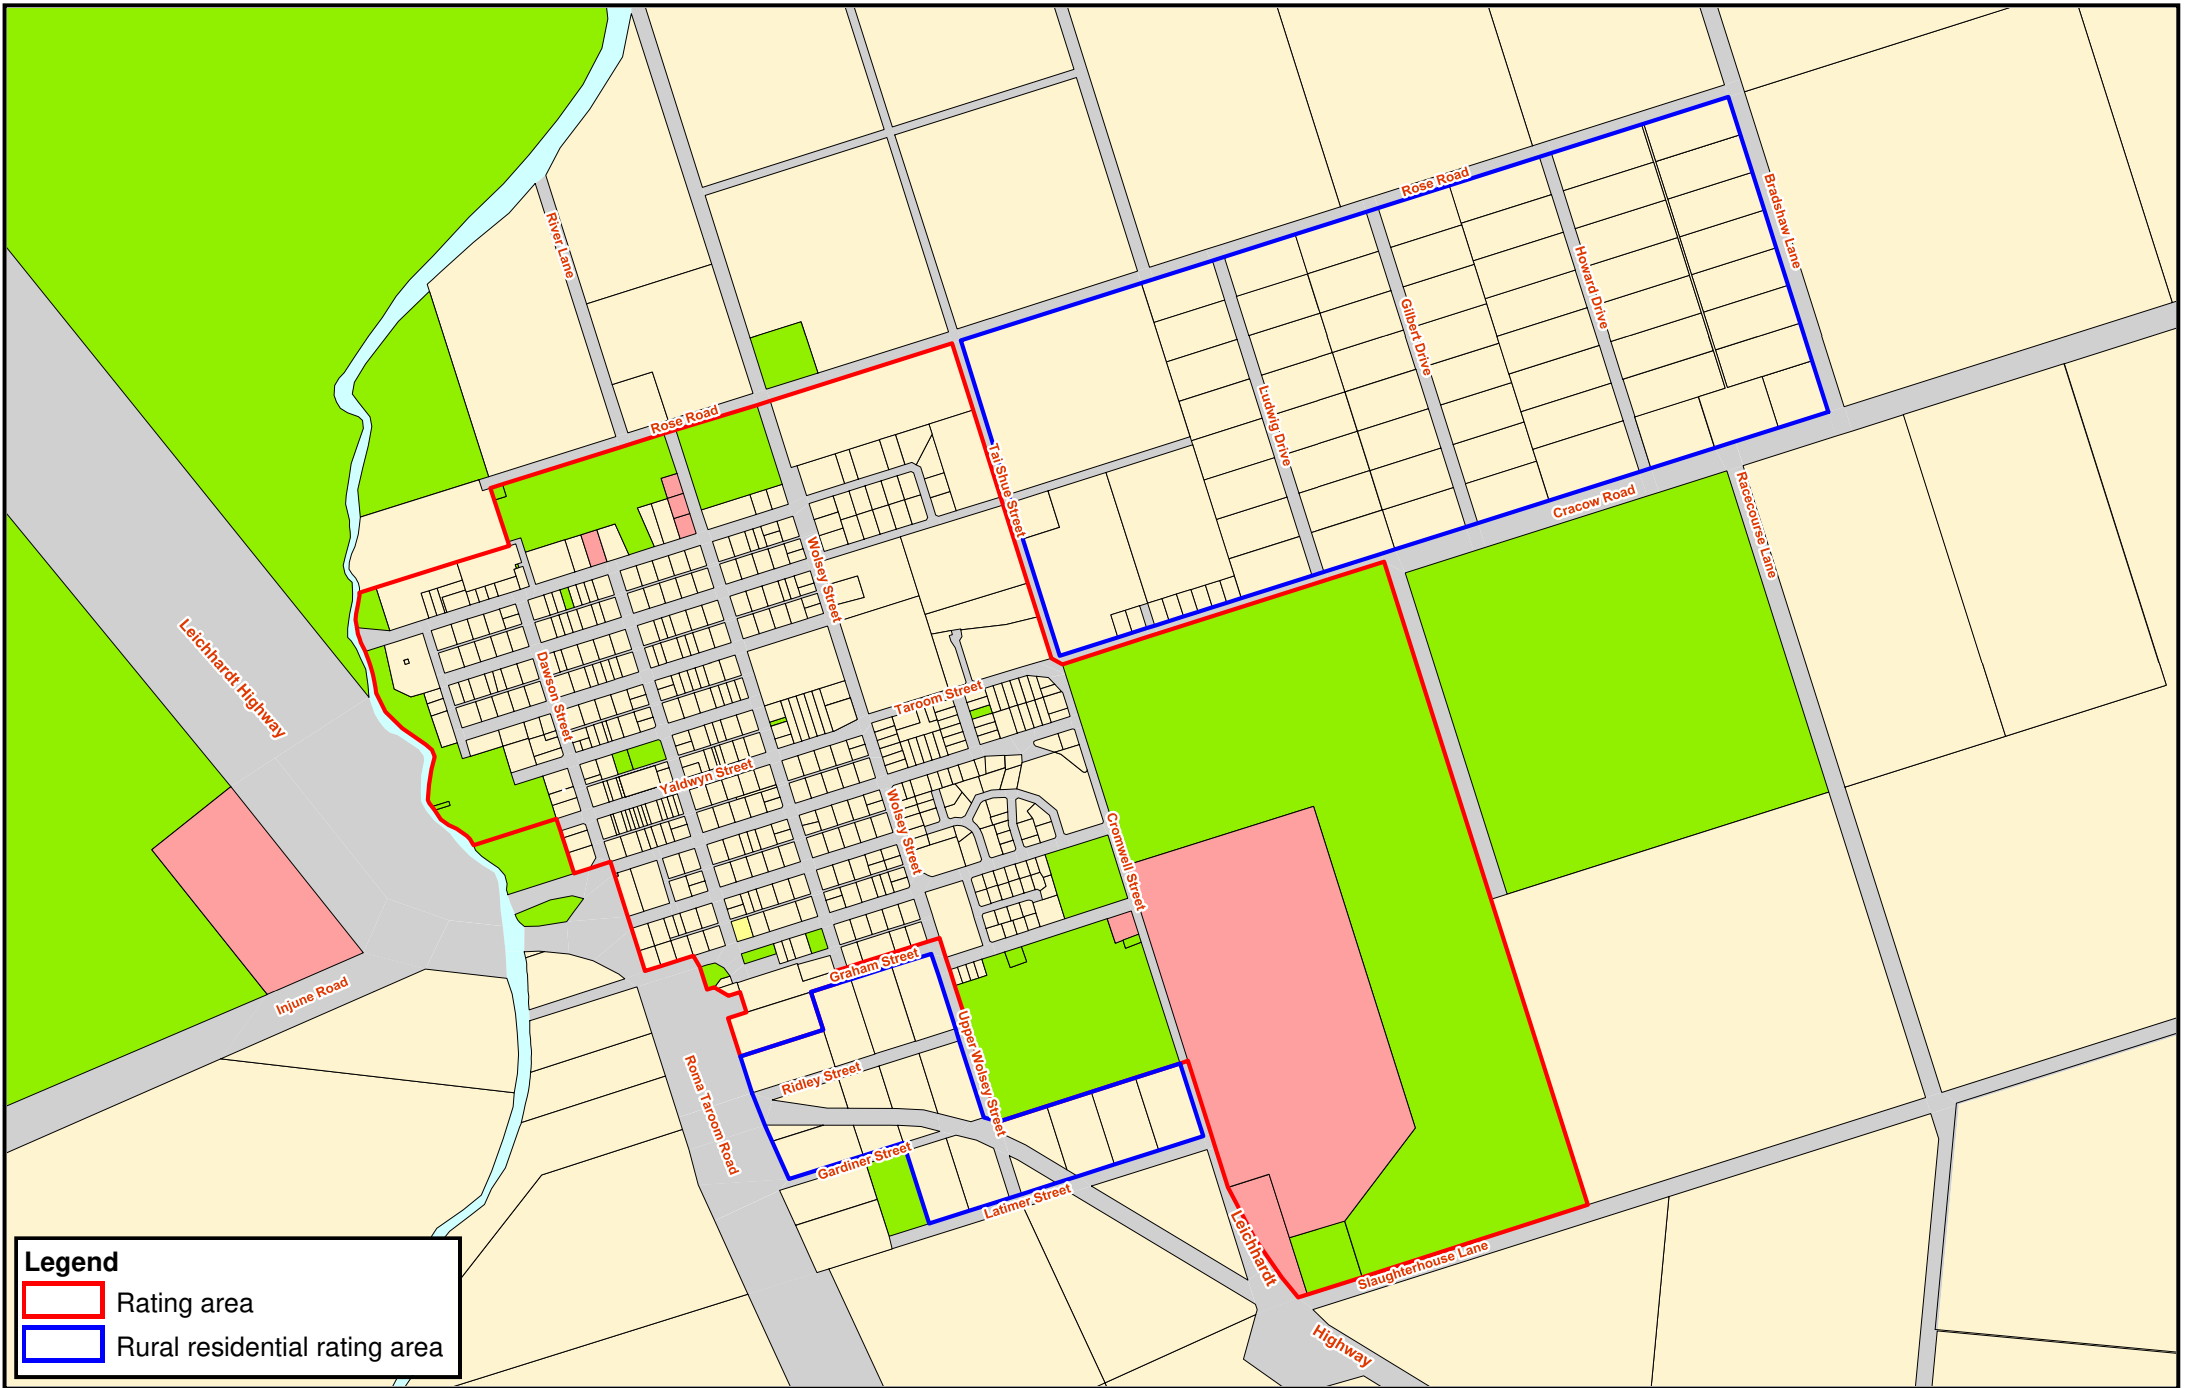 Rose Road
River Lane
Bradshaw Lane
Howard Drive
Gilbert Drive
Ludwig Drive
Rose Road
Tai Shue Street
Cracow Road
Racecourse Lane
Wolsey Street
Leichhardt Highway
Dawson Street
Taroom Street
Yaldwyn Street
Wolsey Street
Cromwell Street
Graham Street
Injune Road
Upper Wolsey Street
Ridley Street
Roma Taroom Road
Gardiner Street
Latimer Street
Leichhardt
Slaughterhouse Lane
Highway
Legend
Rating area
Rural residential rating area